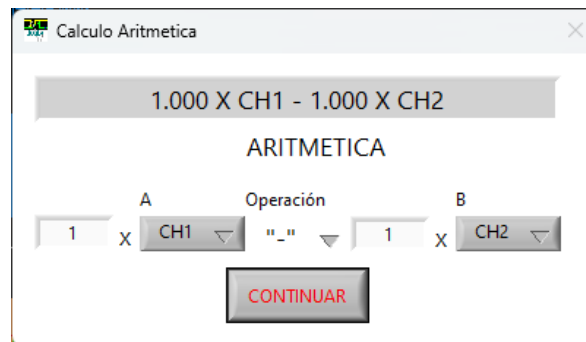 Calculo Aritmetica
1.000 X CH1 - 1.000 X CH2
ARITMETICA
A Operación B
1 X CH1 "-" 1 X CH2
CONTINUAR